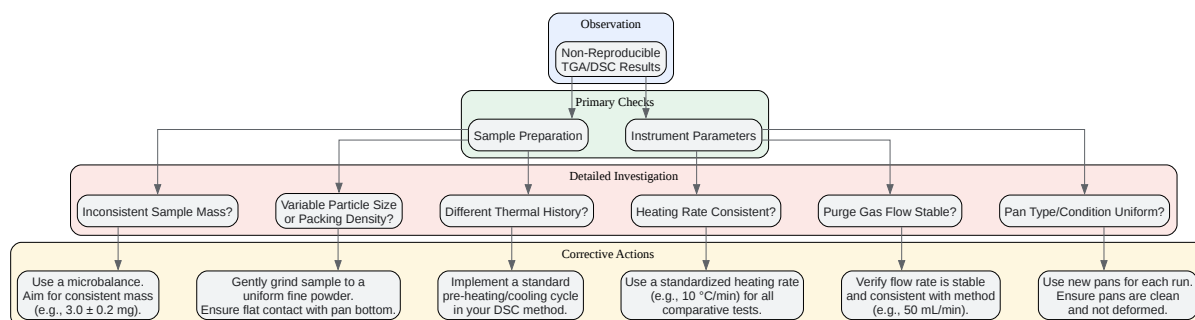 Observation
Non-Reproducible
TGA/DSC Results
Primary Checks
Sample Preparation
Instrument Parameters
Detailed Investigation
Inconsistent Sample Mass?
Variable Particle Size
or Packing Density?
Different Thermal History?
Heating Rate Consistent?
Purge Gas Flow Stable?
Pan Type/Condition Uniform?
Corrective Actions
Use a microbalance.
Aim for consistent mass
(e.g., 3.0 ± 0.2 mg).
Gently grind sample to a
uniform fine powder.
Ensure flat contact with pan bottom.
Implement a standard
pre-heating/cooling cycle
in your DSC method.
Use a standardized heating rate
(e.g., 10 °C/min) for all
comparative tests.
Verify flow rate is stable
and consistent with method
(e.g., 50 mL/min).
Use new pans for each run.
Ensure pans are clean
and not deformed.